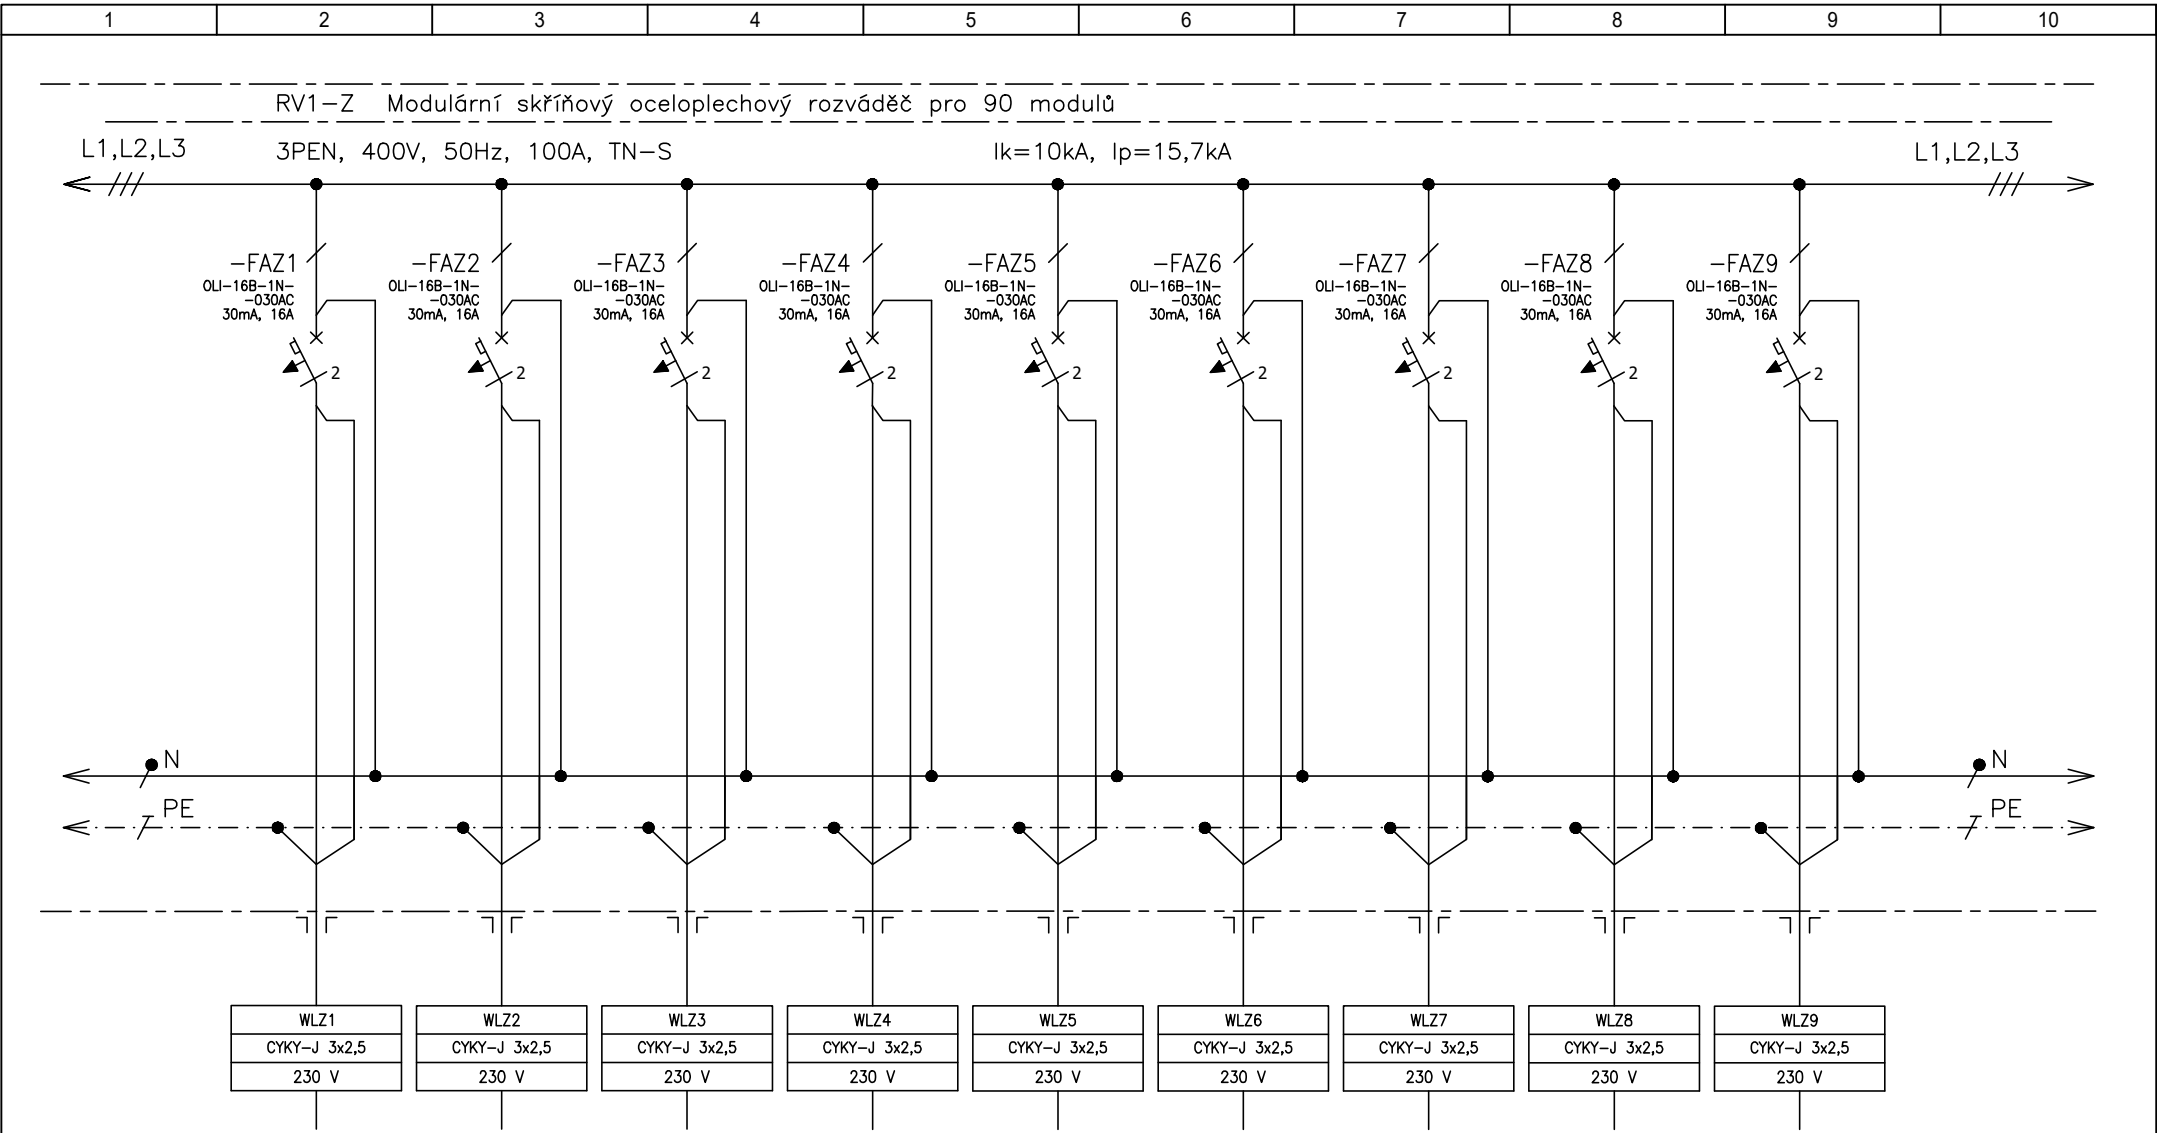 1 2 3 4 5 6 7 8 9 10
RV1-Z Modulární skříňový oceloplechový rozváděč pro 90 modulů
L1,L2,L3 3PEN, 400V, 50Hz, 100A, TN-S Ik=10kA, Ip=15,7kA L1,L2,L3
-FAZ1 -FAZ2 -FAZ3 -FAZ4 -FAZ5 -FAZ6 -FAZ7 -FAZ8 -FAZ9
OLI-16B-1N- OLI-16B-1N- OLI-16B-1N- OLI-16B-1N- OLI-16B-1N- OLI-16B-1N- OLI-16B-1N- OLI-16B-1N- OLI-16B-1N-
-030AC -030AC -030AC -030AC -030AC -030AC -030AC -030AC -030AC
30mA, 16A 30mA, 16A 30mA, 16A 30mA, 16A 30mA, 16A 30mA, 16A 30mA, 16A 30mA, 16A 30mA, 16A
2 2 2 2 2 2 2 2 2
N N
PE PE
WLZ1 WLZ2 WLZ3 WLZ4 WLZ5 WLZ6 WLZ7 WLZ8 WLZ9
CYKY-J 3x2,5 CYKY-J 3x2,5 CYKY-J 3x2,5 CYKY-J 3x2,5 CYKY-J 3x2,5 CYKY-J 3x2,5 CYKY-J 3x2,5 CYKY-J 3x2,5 CYKY-J 3x2,5
230 V 230 V 230 V 230 V 230 V 230 V 230 V 230 V 230 V